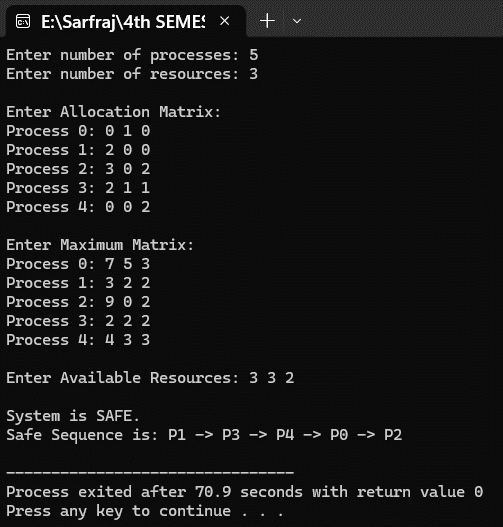 E:\Sarfraj\4th SEMES
Enter number of processes: 5
Enter number of resources: 3
Enter Allocation Matrix:
Process 0: 0 1 0
Process 1: 2 0 0
Process 2: 3 0 2
Process 3: 2 1 1
Process 4: 0 0 2
Enter Maximum Matrix:
Process 0: 7 5 3
Process 1: 3 2 2
Process 2: 9 0 2
Process 3: 2 2 2
Process 4: 4 3 3
Enter Available Resources: 3 3 2
System is SAFE.
Safe Sequence is: P1 -> P3 -> P4 -> P0 -> P2
--------------------------------
Process exited after 70.9 seconds with return value 0
Press any key to continue . . .